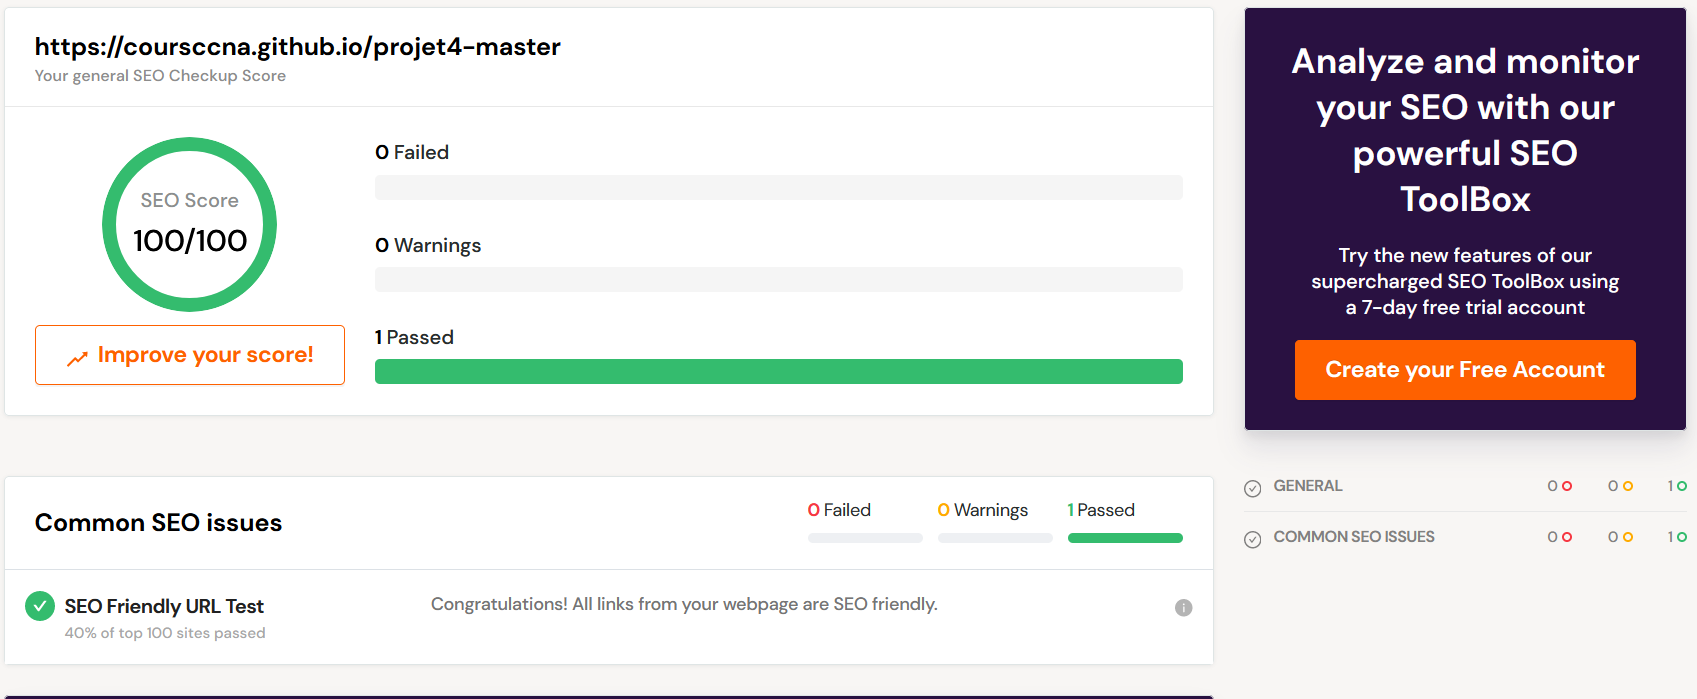 https://coursccna.github.io/projet4-master
Your general SEO Checkup Score
SEO Score
100/100
Improve your score!
0 Failed
0 Warnings
1 Passed
Common SEO issues
0 Failed
0 Warnings
1 Passed
SEO Friendly URL Test
40% of top 100 sites passed
Congratulations! All links from your webpage are SEO friendly.
Analyze and monitor
your SEO with our
powerful SEO
ToolBox
Try the new features of our
supercharged SEO ToolBox using
a 7-day free trial account
Create your Free Account
GENERAL 0 0 1
COMMON SEO ISSUES 0 0 1